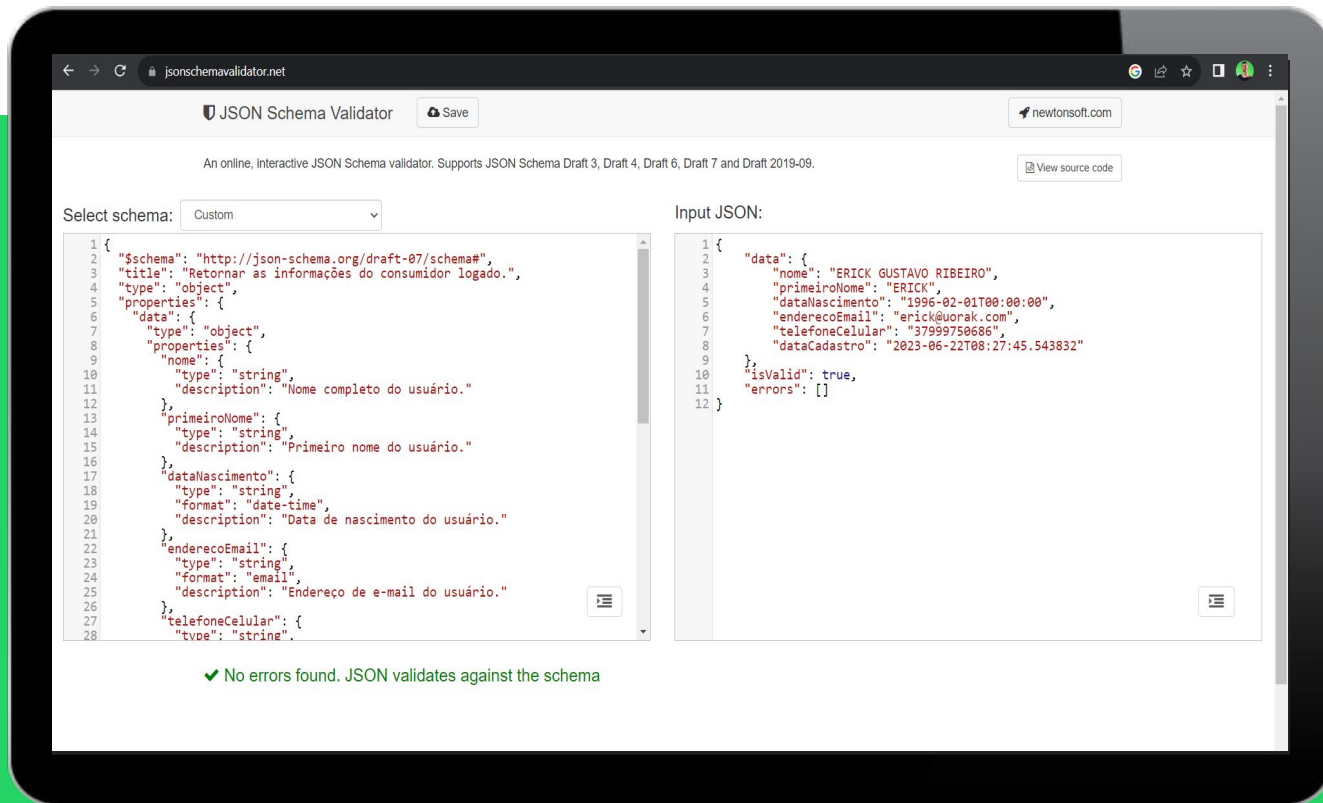 jsonschemavalidator.net
JSON Schema Validator
Save
newtonsoft.com
An online, interactive JSON Schema validator. Supports JSON Schema Draft 3, Draft 4, Draft 6, Draft 7 and Draft 2019-09.
View source code
Select schema: Custom
1 {
2 "$schema": "http://json-schema.org/draft-07/schema#",
3 "title": "Retornar as informações do consumidor logado.",
4 "type": "object",
5 "properties": {
6 "data": {
7 "type": "object",
8 "properties": {
9 "nome": {
10 "type": "string",
11 "description": "Nome completo do usuário."
12 },
13 "primeiroNome": {
14 "type": "string",
15 "description": "Primeiro nome do usuário."
16 },
17 "dataNascimento": {
18 "type": "string",
19 "format": "date-time",
20 "description": "Data de nascimento do usuário."
21 },
22 "enderecoEmail": {
23 "type": "string",
24 "format": "email",
25 "description": "Endereço de e-mail do usuário."
26 },
27 "telefoneCelular": {
28 "type": "string",
Input JSON:
1 {
2 "data": {
3 "nome": "ERICK GUSTAVO RIBEIRO",
4 "primeiroNome": "ERICK",
5 "dataNascimento": "1996-02-01T00:00:00",
6 "enderecoEmail": "erick@uorak.com",
7 "telefoneCelular": "37999750686",
8 "dataCadastro": "2023-06-22T08:27:45.543832"
9 },
10 "isValid": true,
11 "errors": []
12 }
No errors found. JSON validates against the schema